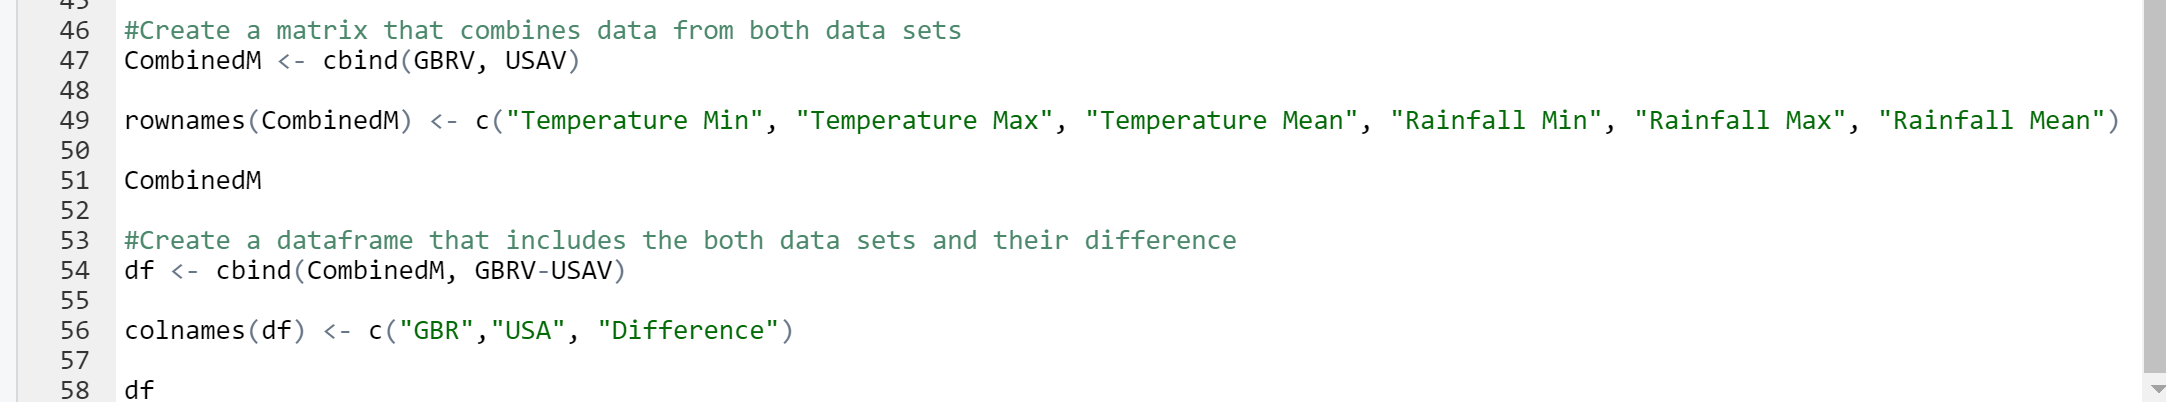 45
46 #Create a matrix that combines data from both data sets
47 CombinedM <- cbind(GBRV, USAV)
48
49 rownames(CombinedM) <- c("Temperature Min", "Temperature Max", "Temperature Mean", "Rainfall Min", "Rainfall Max", "Rainfall Mean")
50
51 CombinedM
52
53 #Create a dataframe that includes the both data sets and their difference
54 df <- cbind(CombinedM, GBRV-USAV)
55
56 colnames(df) <- c("GBR","USA", "Difference")
57
58 df